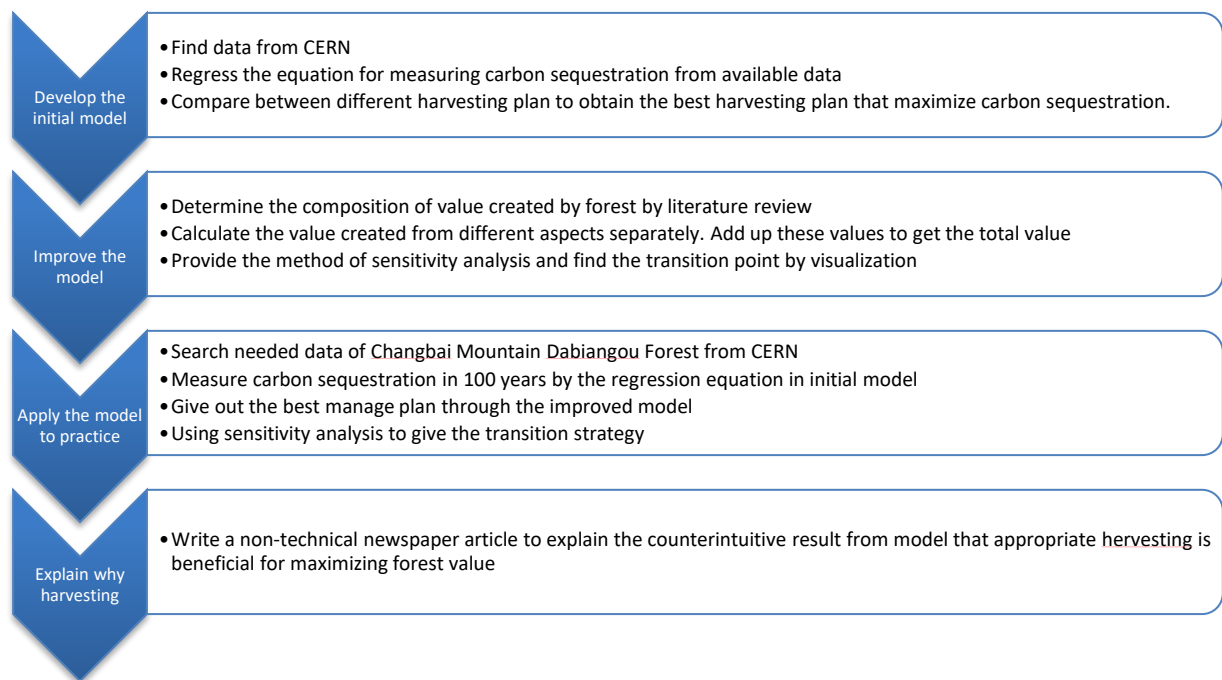 Develop the
initial model
•Find data from CERN
•Regress the equation for measuring carbon sequestration from available data
•Compare between different harvesting plan to obtain the best harvesting plan that maximize carbon sequestration.
Improve the
model
•Determine the composition of value created by forest by literature review
•Calculate the value created from different aspects separately. Add up these values to get the total value
•Provide the method of sensitivity analysis and find the transition point by visualization
Apply the model
to practice
•Search needed data of Changbai Mountain Dabiangou Forest from CERN
•Measure carbon sequestration in 100 years by the regression equation in initial model
•Give out the best manage plan through the improved model
•Using sensitivity analysis to give the transition strategy
Explain why
harvesting
•Write a non-technical newspaper article to explain the counterintuitive result from model that appropriate hervesting is
beneficial for maximizing forest value